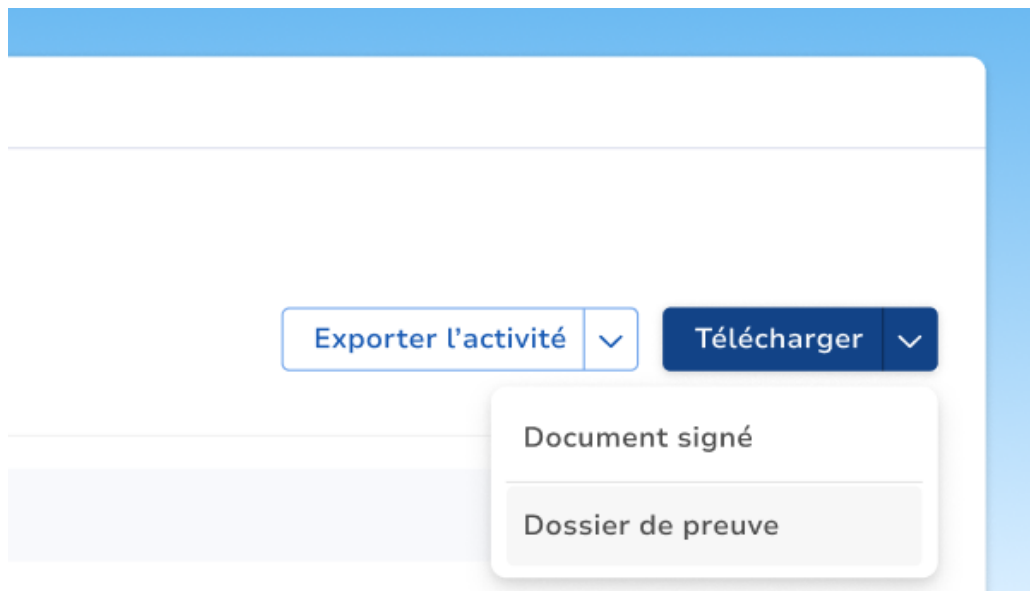 Exporter l’activité
Télécharger
Document signé
Dossier de preuve